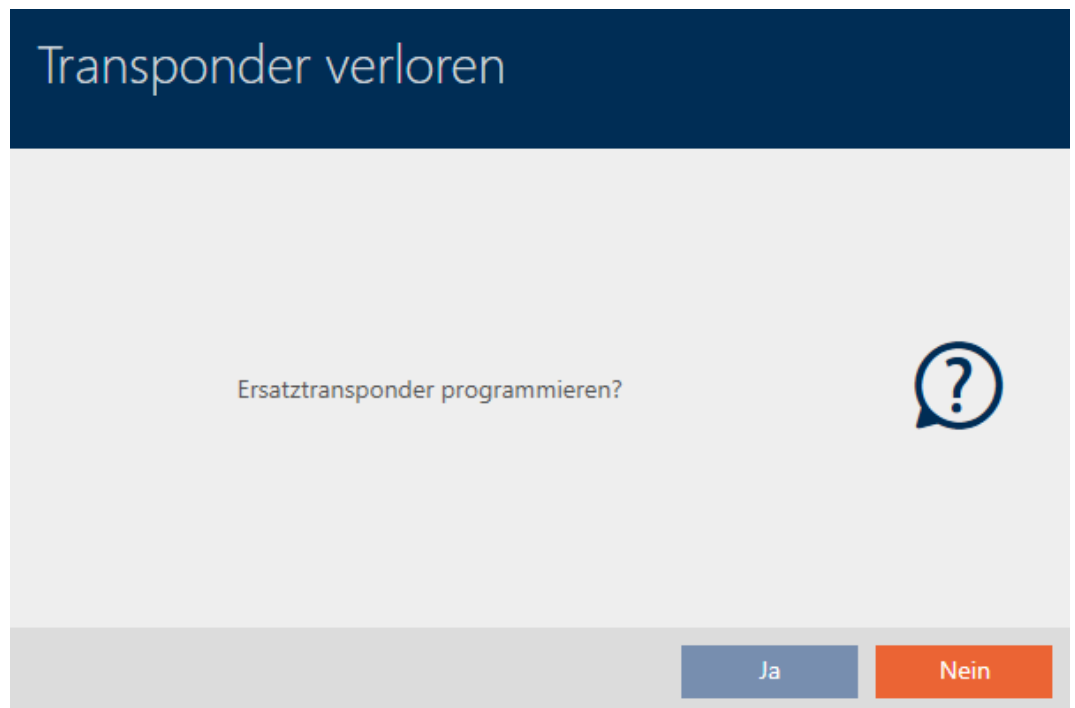 Transponder verloren
Ersatztransponder programmieren?
?
Ja
Nein